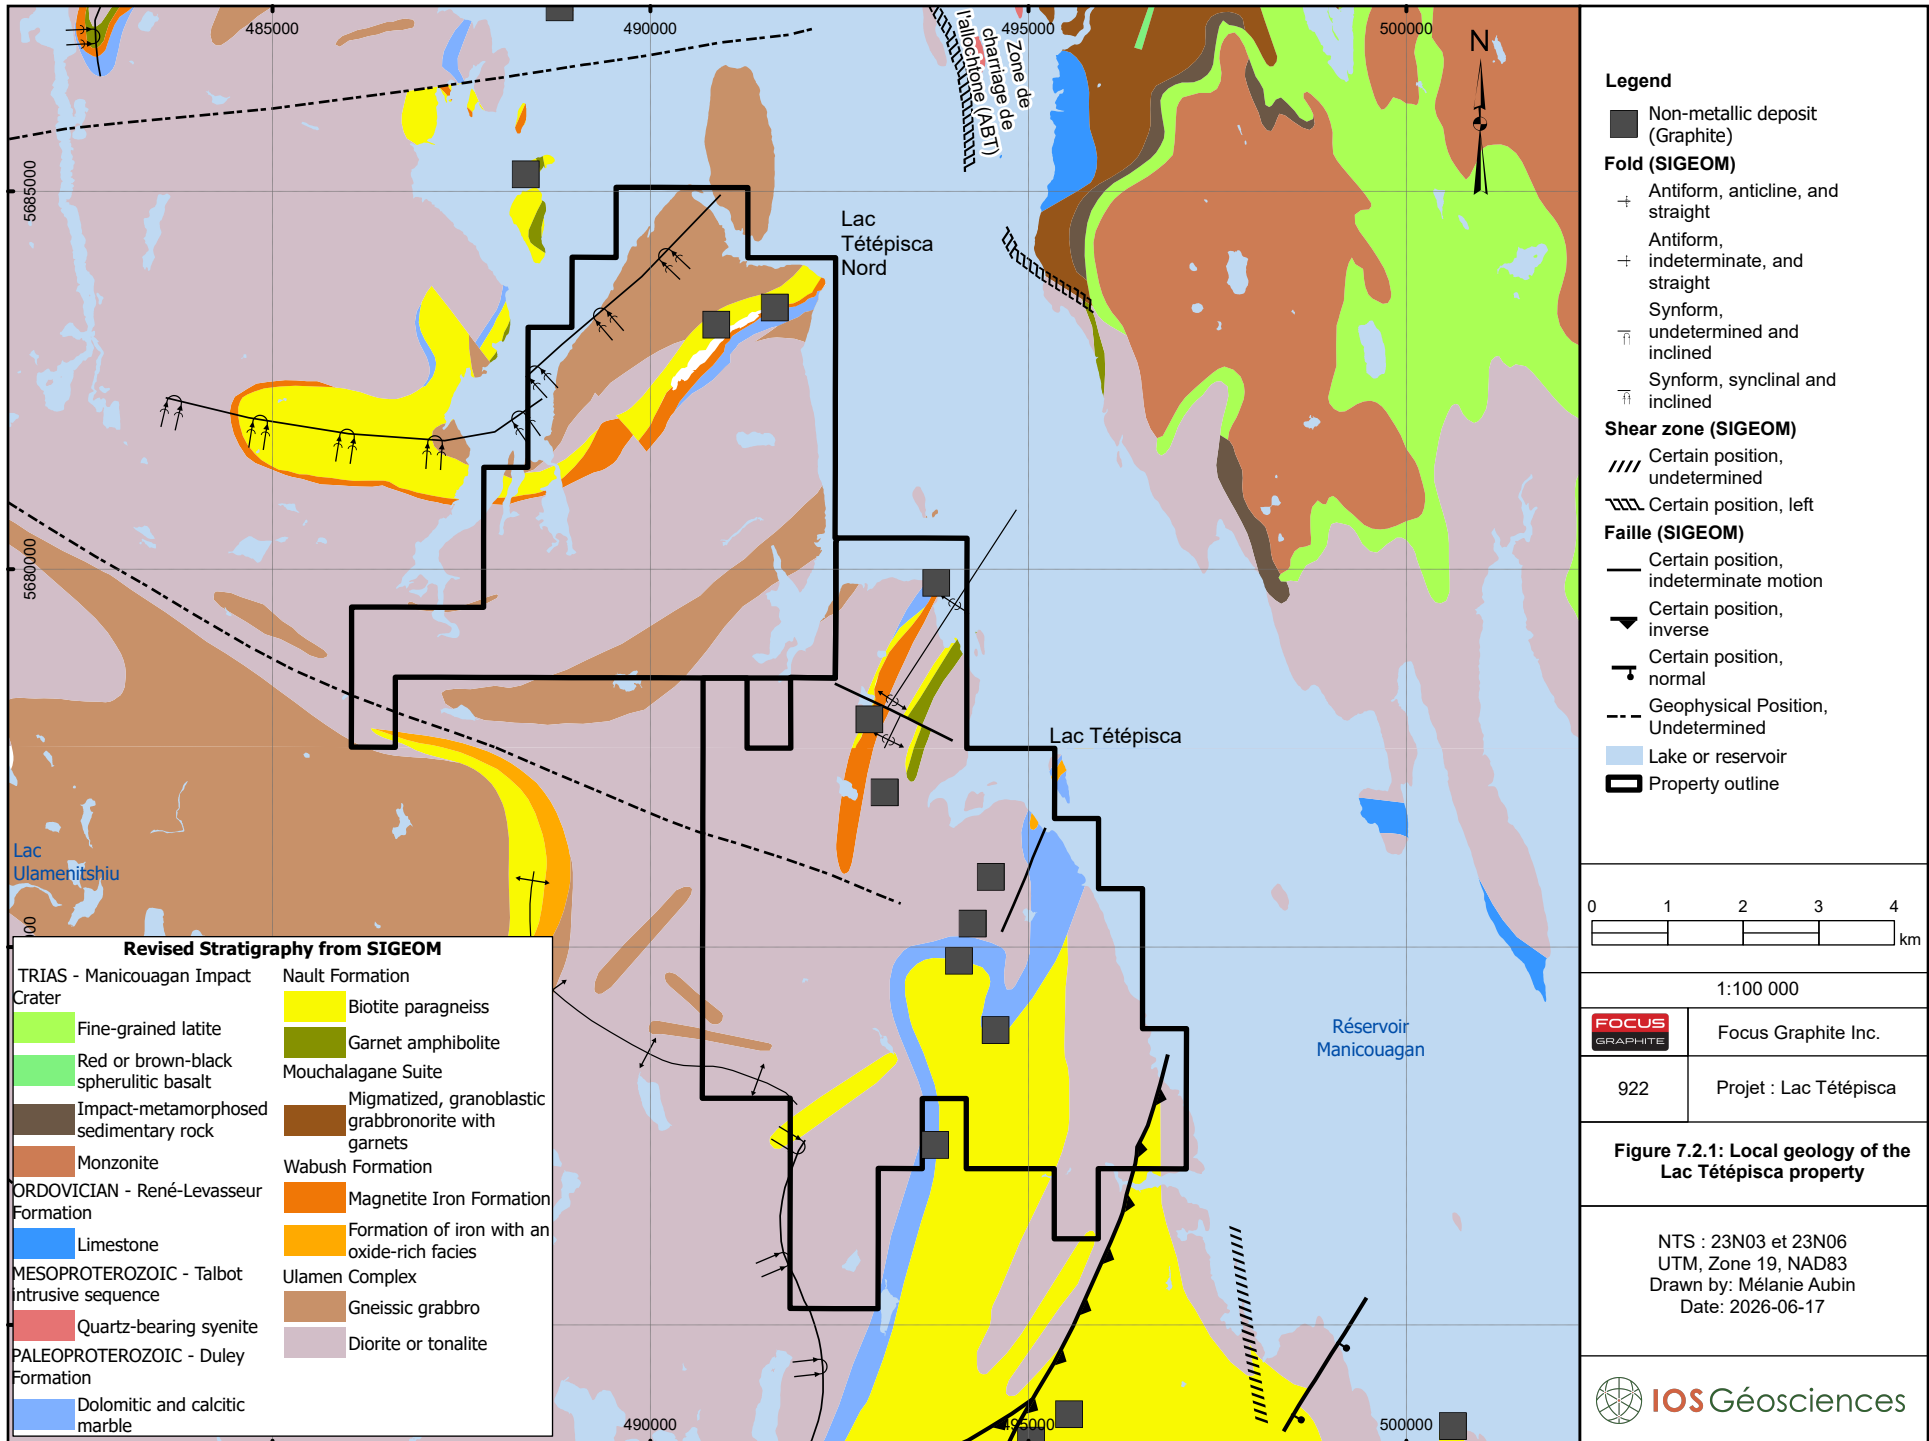 485000
490000
495000
500000
N
5685000
5680000
Zone de
charriage de
l'allochtone (ABT)
Lac
Tétépisca
Nord
Lac Tétépisca
Lac
Ulamenitshiu
Réservoir
Manicouagan
490000
495000
500000
Revised Stratigraphy from SIGEOM
TRIAS - Manicouagan Impact
Crater
Fine-grained latite
Red or brown-black
spherulitic basalt
Impact-metamorphosed
sedimentary rock
Monzonite
ORDOVICIAN - René-Levasseur
Formation
Limestone
MESOPROTEROZOIC - Talbot
intrusive sequence
Quartz-bearing syenite
PALEOPROTEROZOIC - Duley
Formation
Dolomitic and calcitic
marble
Nault Formation
Biotite paragneiss
Garnet amphibolite
Mouchalagane Suite
Migmatized, granoblastic
grabbronorite with
garnets
Wabush Formation
Magnetite Iron Formation
Formation of iron with an
oxide-rich facies
Ulamen Complex
Gneissic grabbro
Diorite or tonalite
Legend
Non-metallic deposit
(Graphite)
Fold (SIGEOM)
Antiform, anticline, and
straight
Antiform,
indeterminate, and
straight
Synform,
undetermined and
inclined
Synform, synclinal and
inclined
Shear zone (SIGEOM)
Certain position,
undetermined
Certain position, left
Faille (SIGEOM)
Certain position,
indeterminate motion
Certain position,
inverse
Certain position,
normal
Geophysical Position,
Undetermined
Lake or reservoir
Property outline
0 1 2 3 4
km
1:100 000
FOCUS
GRAPHITE
Focus Graphite Inc.
922
Projet : Lac Tétépisca
Figure 7.2.1: Local geology of the
Lac Tétépisca property
NTS : 23N03 et 23N06
UTM, Zone 19, NAD83
Drawn by: Mélanie Aubin
Date: 2026-06-17
IOS Géosciences